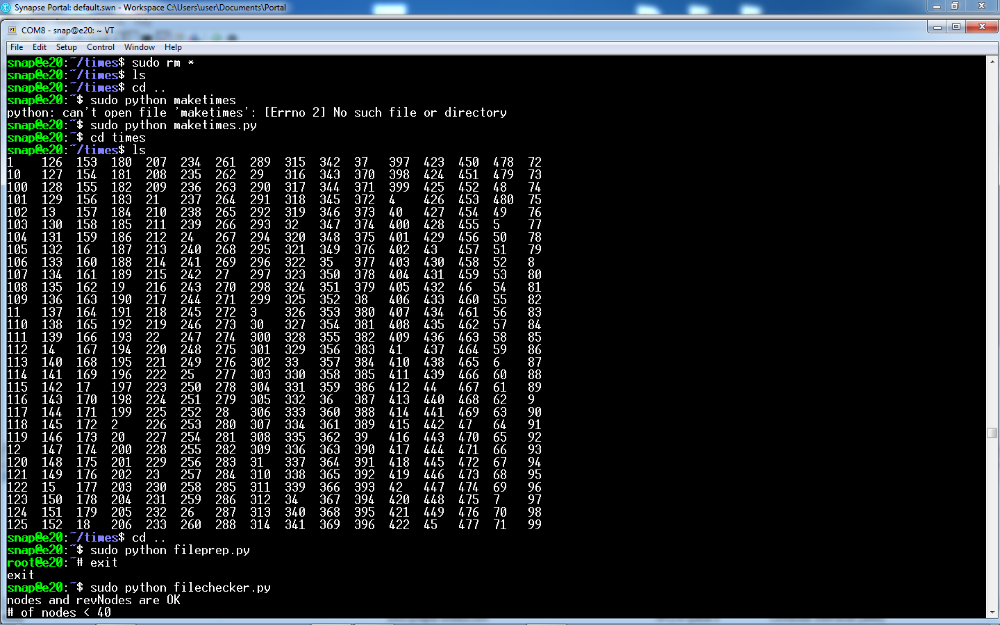 Synapse Portal: default.swn - Workspace C:\Users\user\Documents\Portal
COM8 - snap@e20: ~ VT
File Edit Setup Control Window Help
snap@e20:~/times$ sudo rm *
snap@e20:~/times$ ls
snap@e20:~/times$ cd ..
snap@e20:~$ sudo python maketimes
python: can't open file 'maketimes': [Errno 2] No such file or directory
snap@e20:~$ sudo python maketimes.py
snap@e20:~$ cd times
snap@e20:~/times$ ls
1 126 153 180 207 234 261 289 315 342 37 397 423 450 478 72
10 127 154 181 208 235 262 29 316 343 370 398 424 451 479 73
100 128 155 182 209 236 263 290 317 344 371 399 425 452 48 74
101 129 156 183 21 237 264 291 318 345 372 4 426 453 480 75
102 13 157 184 210 238 265 292 319 346 373 40 427 454 49 76
103 130 158 185 211 239 266 293 32 347 374 400 428 455 5 77
104 131 159 186 212 24 267 294 320 348 375 401 429 456 50 78
105 132 16 187 213 240 268 295 321 349 376 402 43 457 51 79
106 133 160 188 214 241 269 296 322 35 377 403 430 458 52 8
107 134 161 189 215 242 27 297 323 350 378 404 431 459 53 80
108 135 162 19 216 243 270 298 324 351 379 405 432 46 54 81
109 136 163 190 217 244 271 299 325 352 38 406 433 460 55 82
11 137 164 191 218 245 272 3 326 353 380 407 434 461 56 83
110 138 165 192 219 246 273 30 327 354 381 408 435 462 57 84
111 139 166 193 22 247 274 300 328 355 382 409 436 463 58 85
112 14 167 194 220 248 275 301 329 356 383 41 437 464 59 86
113 140 168 195 221 249 276 302 33 357 384 410 438 465 6 87
114 141 169 196 222 25 277 303 330 358 385 411 439 466 60 88
115 142 17 197 223 250 278 304 331 359 386 412 44 467 61 89
116 143 170 198 224 251 279 305 332 36 387 413 440 468 62 9
117 144 171 199 225 252 28 306 333 360 388 414 441 469 63 90
118 145 172 2 226 253 280 307 334 361 389 415 442 47 64 91
119 146 173 20 227 254 281 308 335 362 39 416 443 470 65 92
12 147 174 200 228 255 282 309 336 363 390 417 444 471 66 93
120 148 175 201 229 256 283 31 337 364 391 418 445 472 67 94
121 149 176 202 23 257 284 310 338 365 392 419 446 473 68 95
122 15 177 203 230 258 285 311 339 366 393 42 447 474 69 96
123 150 178 204 231 259 286 312 34 367 394 420 448 475 7 97
124 151 179 205 232 26 287 313 340 368 395 421 449 476 70 98
125 152 18 206 233 260 288 314 341 369 396 422 45 477 71 99
snap@e20:~/times$ cd ..
snap@e20:~$ sudo python fileprep.py
root@e20:~# exit
exit
snap@e20:~$ sudo python filechecker.py
nodes and revNodes are OK
# of nodes < 40